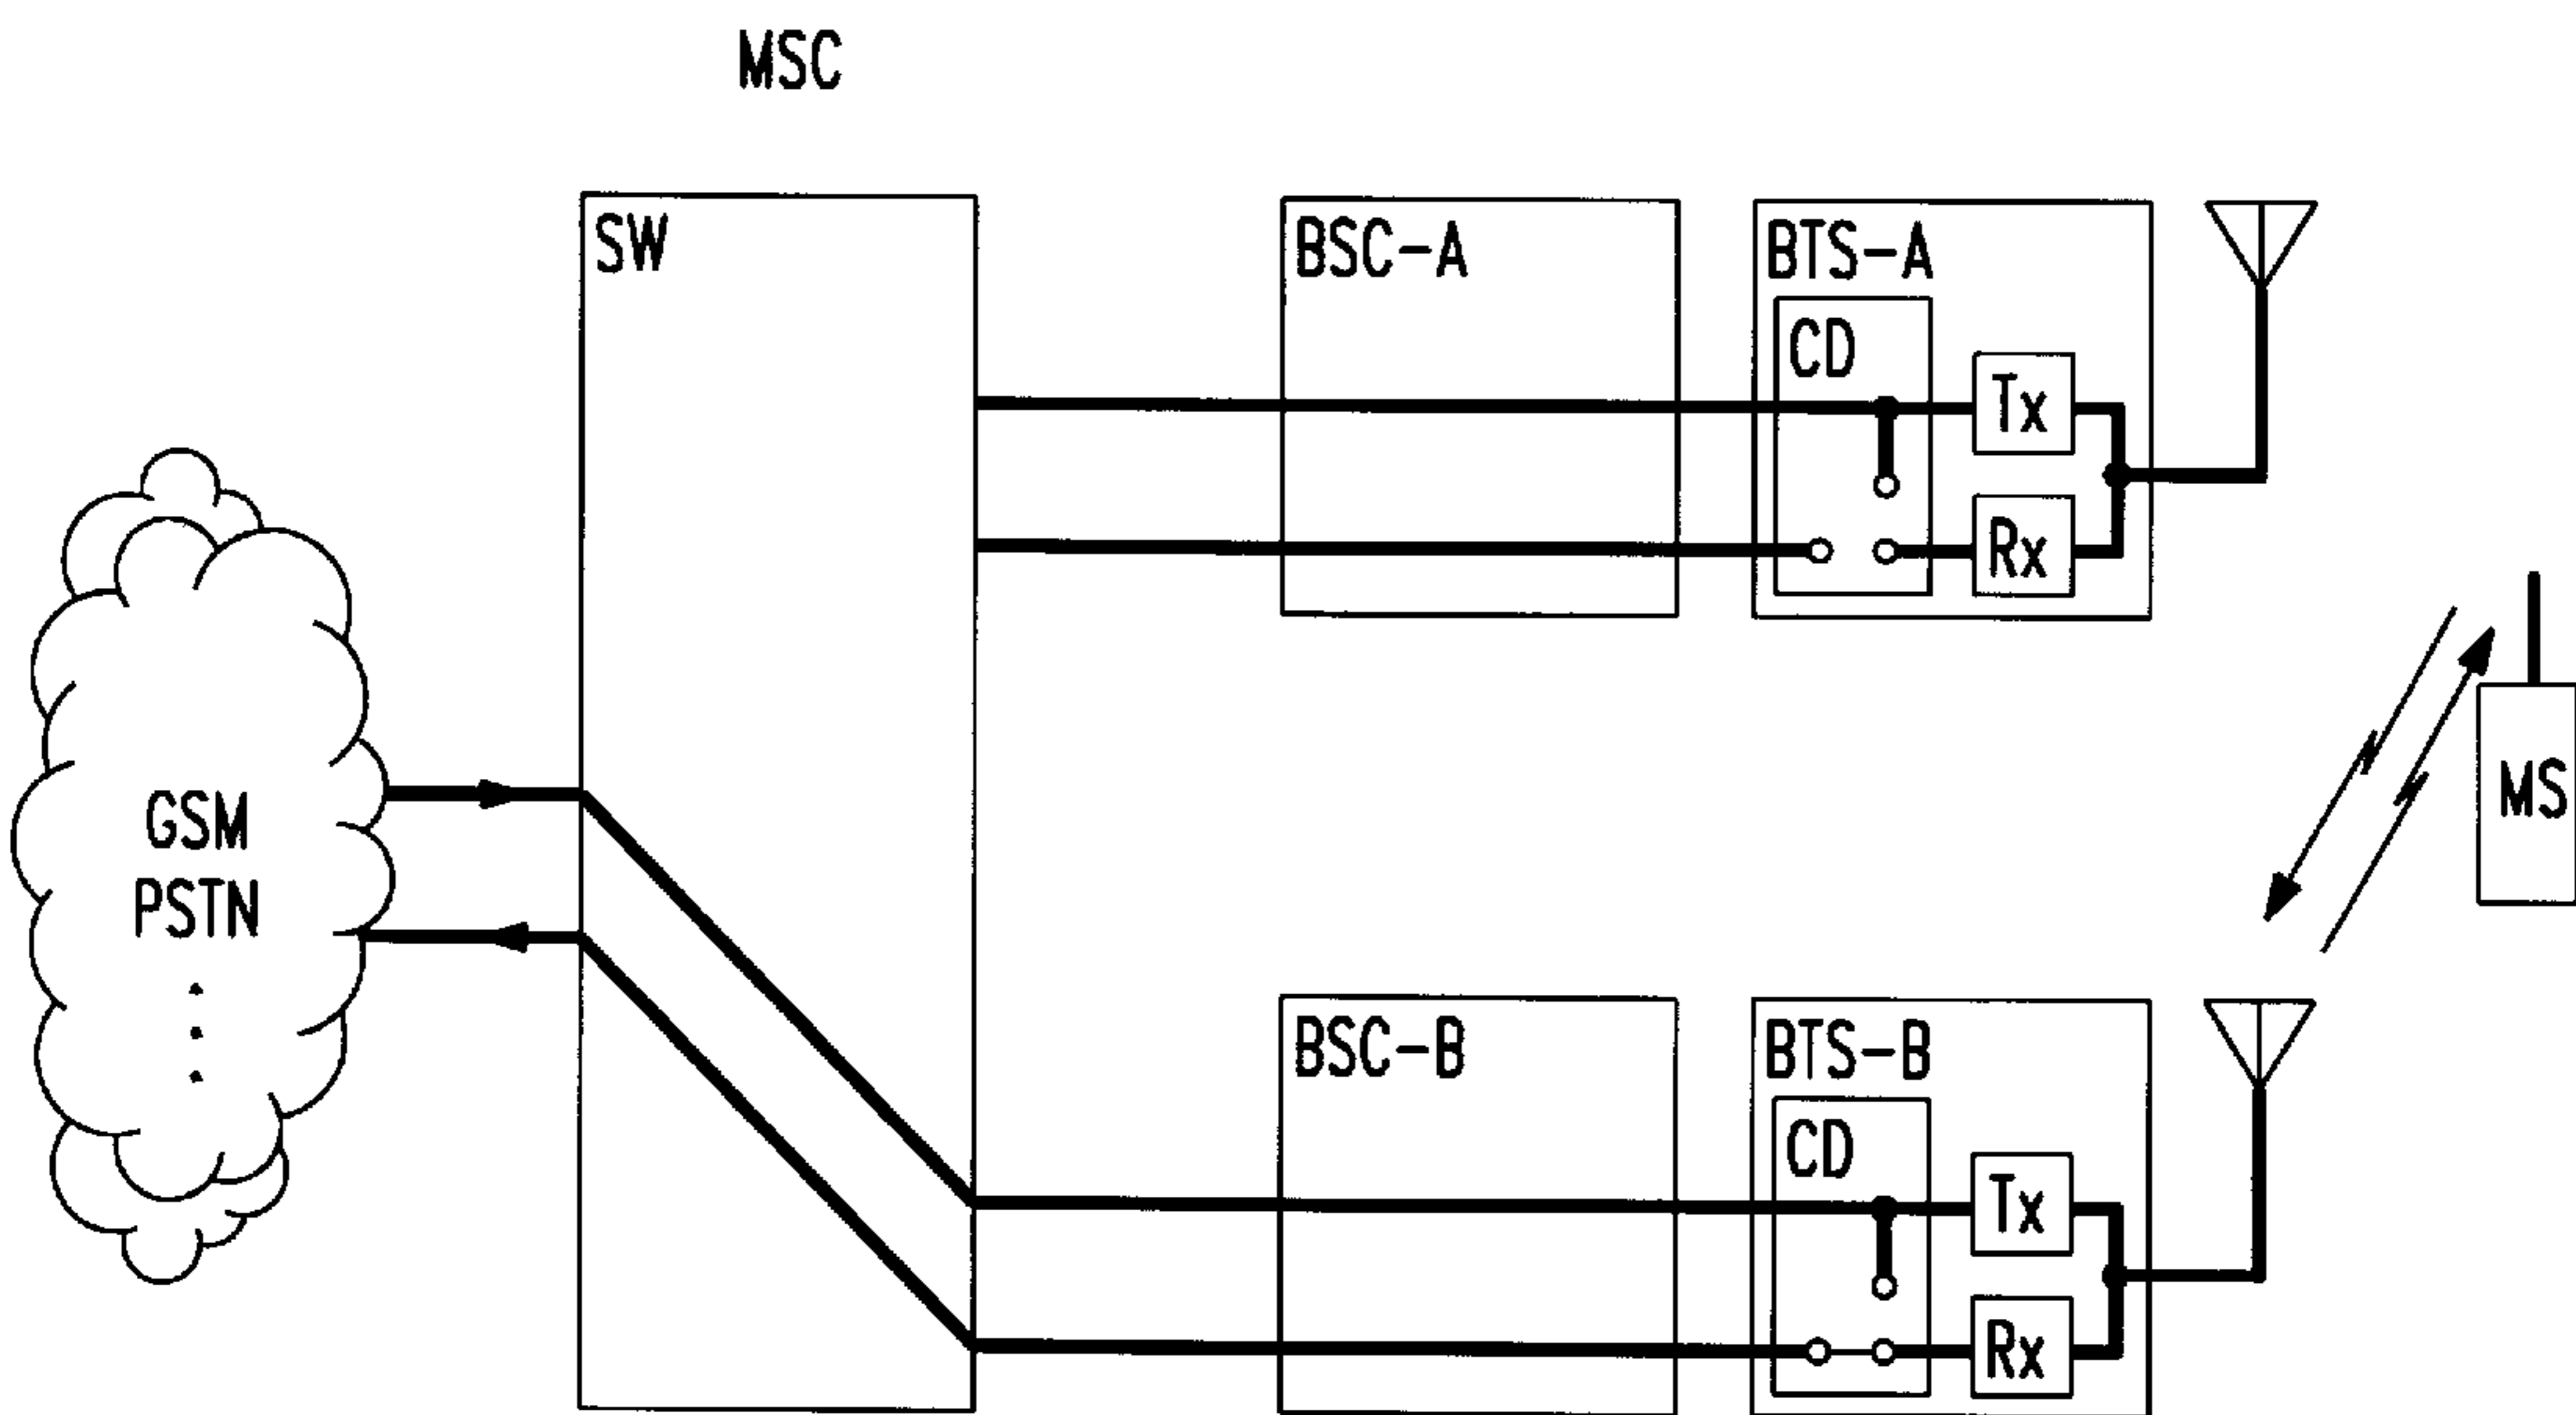 MSC
SW
BSC-A
BTS-A
CD
Tx
Rx
GSM
PSTN
MS
BSC-B
BTS-B
CD
Tx
Rx